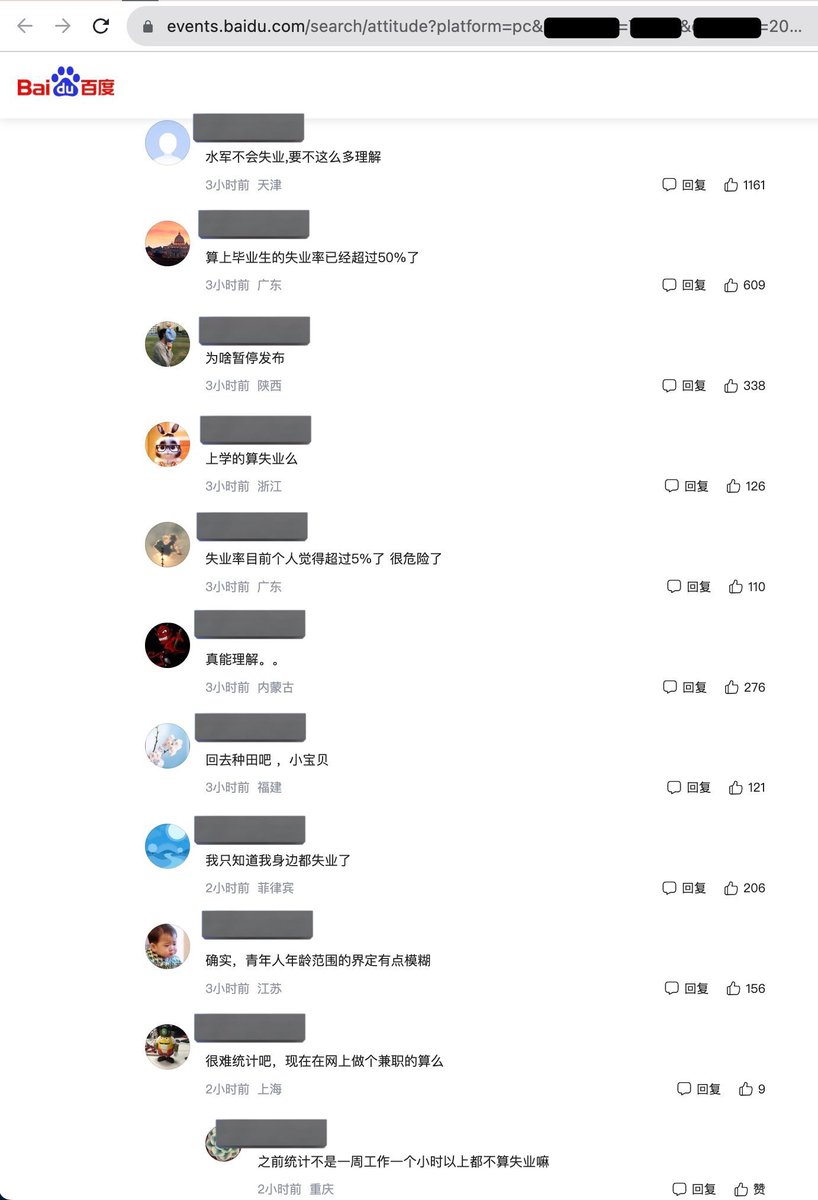 events.baidu.com/search/attitude?platform=pc& = & =20...
Bai du 百度
水军不会失业,要不这么多理解
3小时前 天津 回复 1161
算上毕业生的失业率已经超过50%了
3小时前 广东 回复 609
为啥暂停发布
3小时前 陕西 回复 338
上学的算失业么
3小时前 浙江 回复 126
失业率目前个人觉得超过5%了 很危险了
3小时前 广东 回复 110
真能理解。。
3小时前 内蒙古 回复 276
回去种田吧 ，小宝贝
3小时前 福建 回复 121
我只知道我身边都失业了
2小时前 菲律宾 回复 206
确实，青年人年龄范围的界定有点模糊
3小时前 江苏 回复 156
很难统计吧，现在在网上做个兼职的算么
2小时前 上海 回复 9
之前统计不是一周工作一个小时以上都不算失业嘛
2小时前 重庆 回复 赞